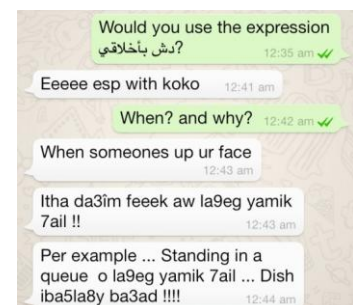 Would you use the expression
دش بأخلاقي?
12:35 am
Eeeee esp with koko 12:41 am
When? and why? 12:42 am
When someones up ur face
12:43 am
Itha da3îm feeek aw la9eg yamik
7ail !! 12:43 am
Per example ... Standing in a
queue o la9eg yamik 7ail ... Dish
iba5la8y ba3ad !!!! 12:44 am